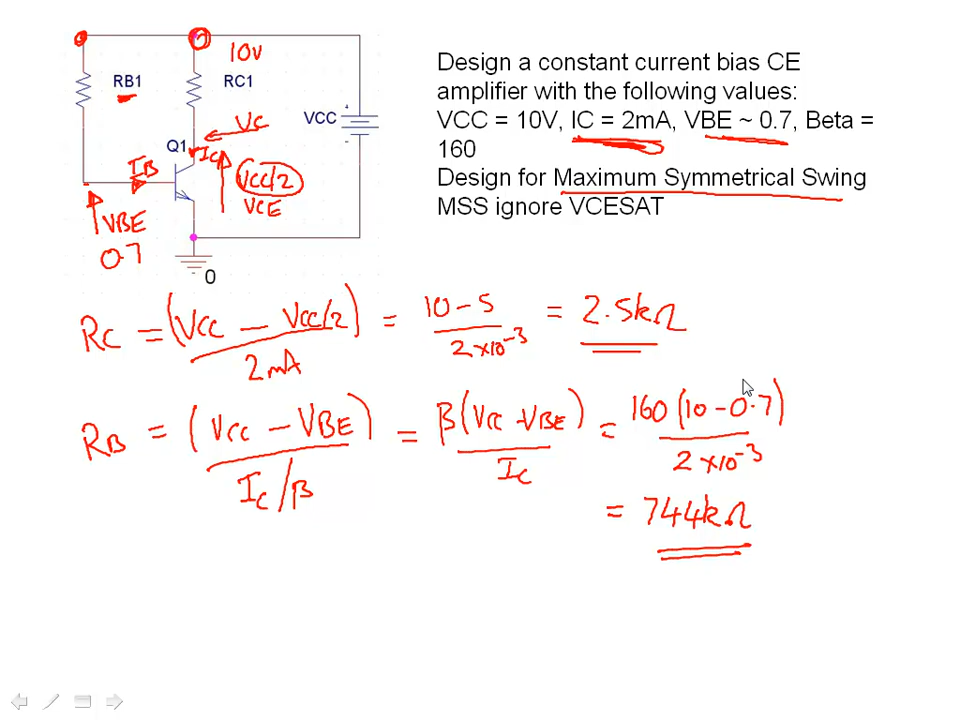 10V
RB1
RC1
VC
VCC
Q1
IC
IB
VCC/2
VCE
VBE
0.7
0
Design a constant current bias CE
amplifier with the following values:
VCC = 10V, IC = 2mA, VBE ~ 0.7, Beta =
160
Design for Maximum Symmetrical Swing
MSS ignore VCESAT
RC = (VCC - VCC/2) / 2mA = 10 - 5 / 2×10⁻³ = 2.5kΩ
RB = (VCC - VBE) / IC/β = β(VCC - VBE) / IC = 160(10 - 0.7) / 2×10⁻³
= 744kΩ